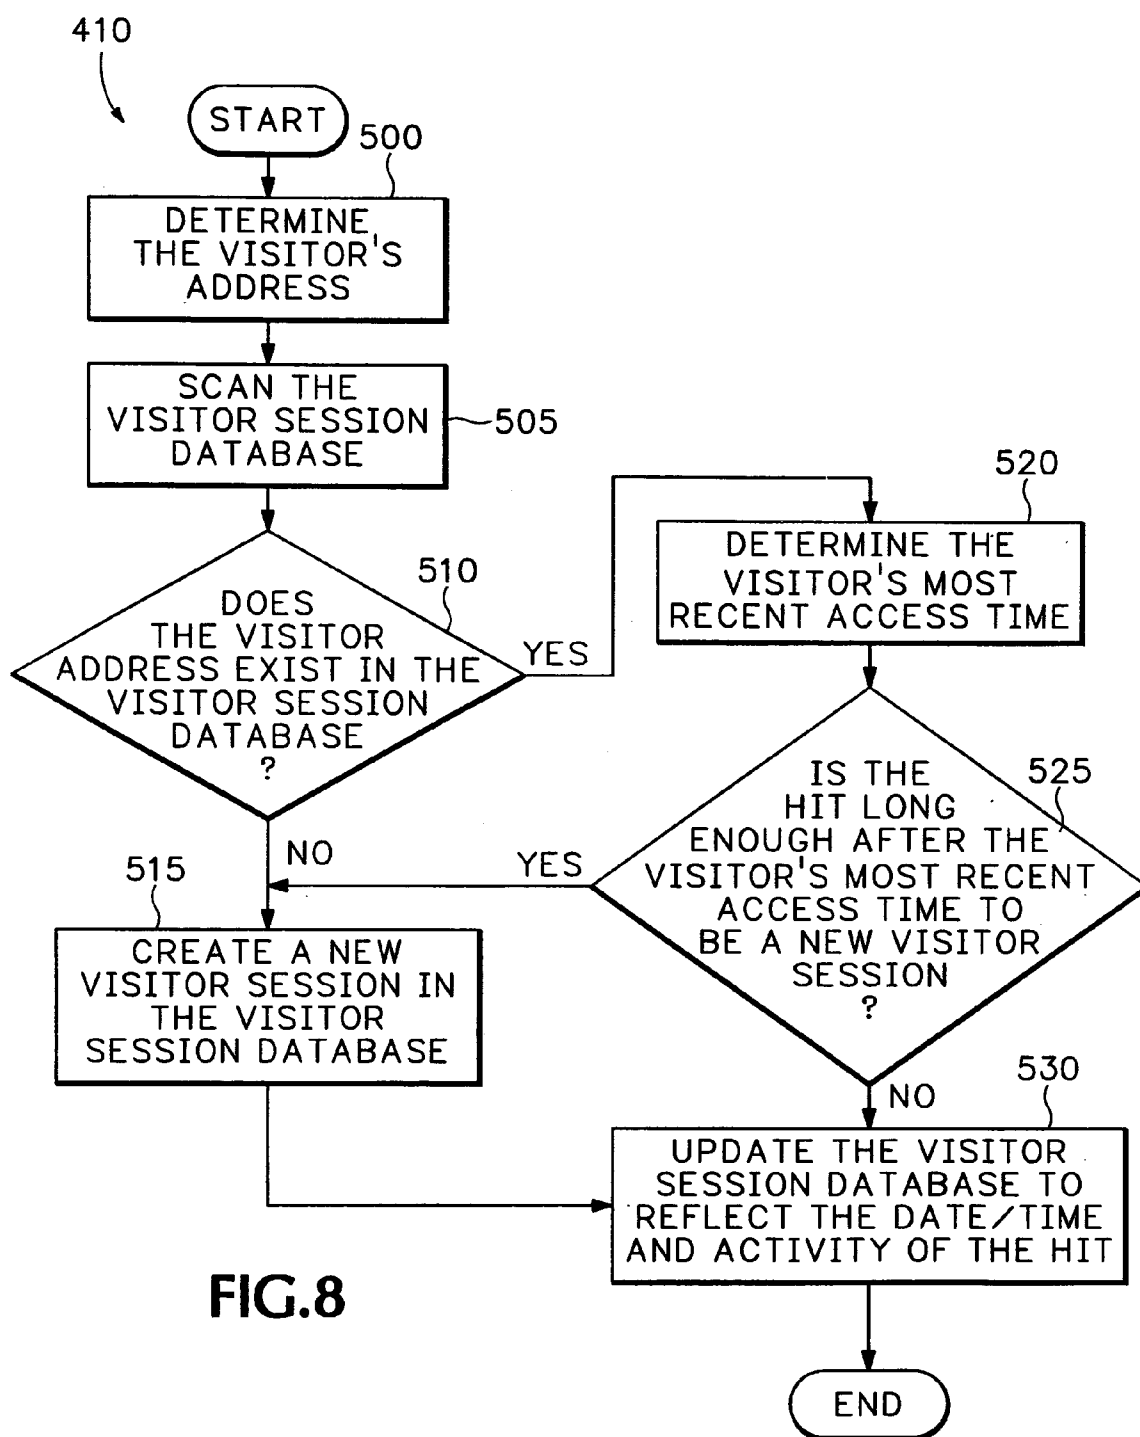 410
START
500
DETERMINE
THE VISITOR'S
ADDRESS
SCAN THE
VISITOR SESSION
DATABASE
505
510
DOES
THE VISITOR
ADDRESS EXIST IN THE
VISITOR SESSION
DATABASE
?
YES
NO
520
DETERMINE THE
VISITOR'S MOST
RECENT ACCESS TIME
525
IS THE
HIT LONG
ENOUGH AFTER THE
VISITOR'S MOST RECENT
ACCESS TIME TO
BE A NEW VISITOR
SESSION
?
YES
NO
515
CREATE A NEW
VISITOR SESSION IN
THE VISITOR
SESSION DATABASE
530
UPDATE THE VISITOR
SESSION DATABASE TO
REFLECT THE DATE/TIME
AND ACTIVITY OF THE HIT
FIG.8
END